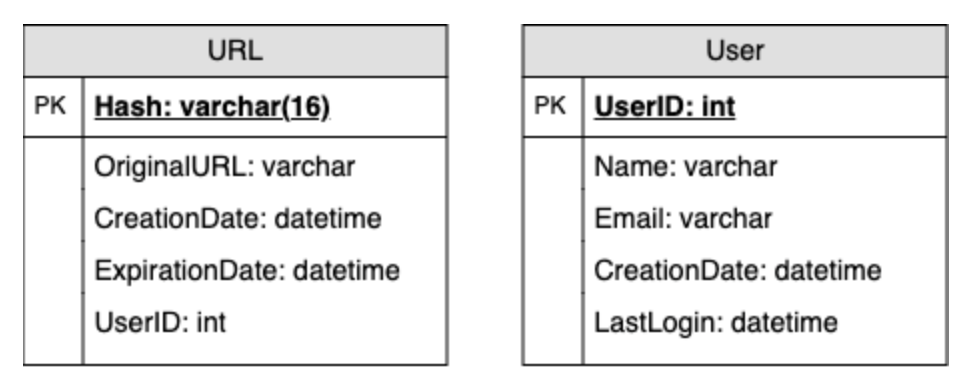 URL
PK Hash: varchar(16)
OriginalURL: varchar
CreationDate: datetime
ExpirationDate: datetime
UserID: int
User
PK UserID: int
Name: varchar
Email: varchar
CreationDate: datetime
LastLogin: datetime